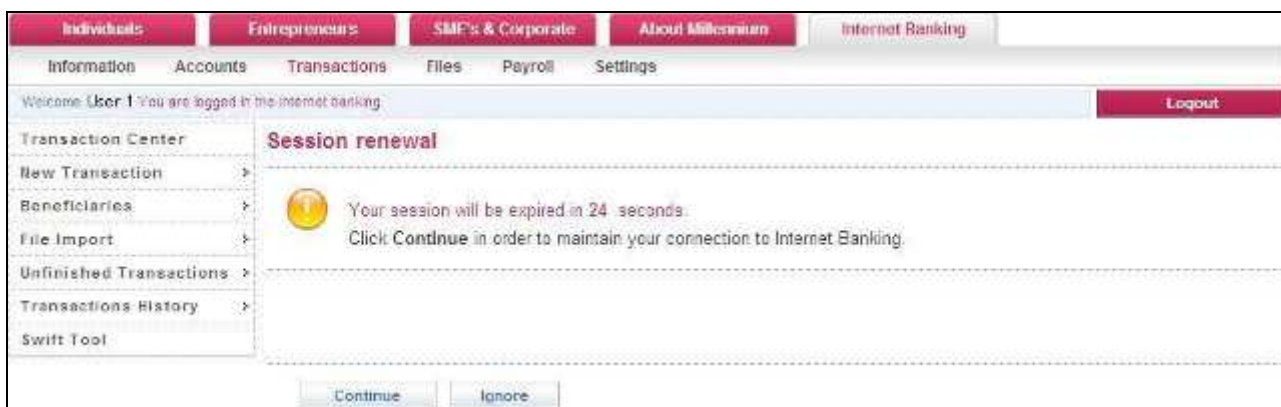 Individuals Entrepreneurs SME's & Corporate About Millennium Internet Banking
Information Accounts Transactions Files Payroll Settings
Welcome User 1 You are logged in the internet banking Logout
Transaction Center
Session renewal
New Transaction
Beneficiaries
Your session will be expired in 24 seconds.
File Import
Click Continue in order to maintain your connection to Internet Banking.
Unfinished Transactions
Transactions History
Swift Tool
Continue Ignore